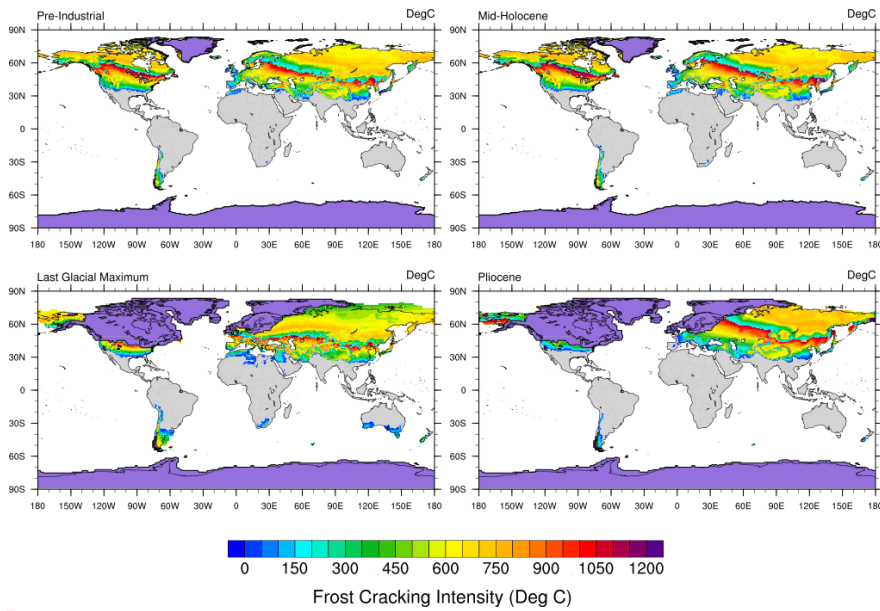 Pre-Industrial DegC
Mid-Holocene DegC
90N
60N
30N
0
30S
60S
90S
180 150W 120W 90W 60W 30W 0 30E 60E 90E 120E 150E 180
90N
60N
30N
0
30S
60S
90S
180 150W 120W 90W 60W 30W 0 30E 60E 90E 120E 150E 180
Last Glacial Maximum DegC
Pliocene DegC
90N
60N
30N
0
30S
60S
90S
180 150W 120W 90W 60W 30W 0 30E 60E 90E 120E 150E 180
90N
60N
30N
0
30S
60S
90S
180 150W 120W 90W 60W 30W 0 30E 60E 90E 120E 150E 180
0 150 300 450 600 750 900 1050 1200
Frost Cracking Intensity (Deg C)